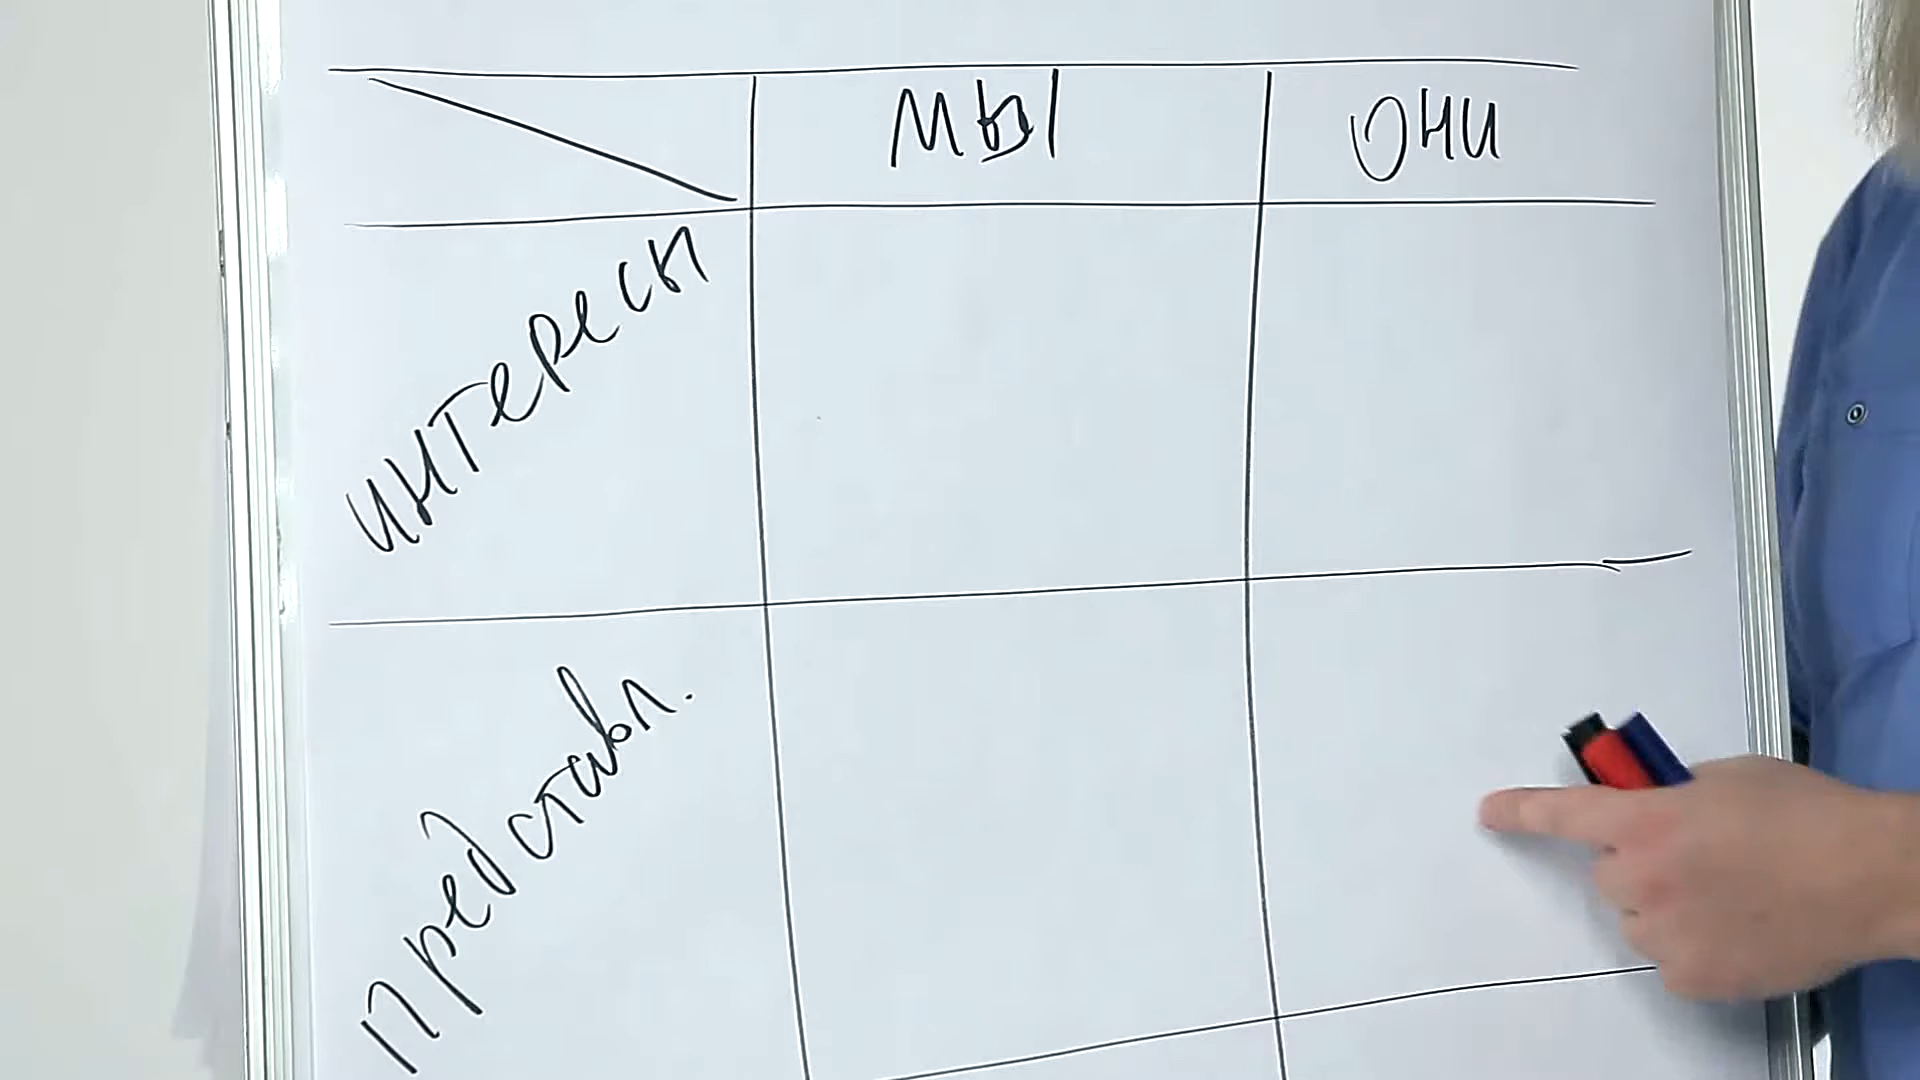 мы
они
интересы
представл.